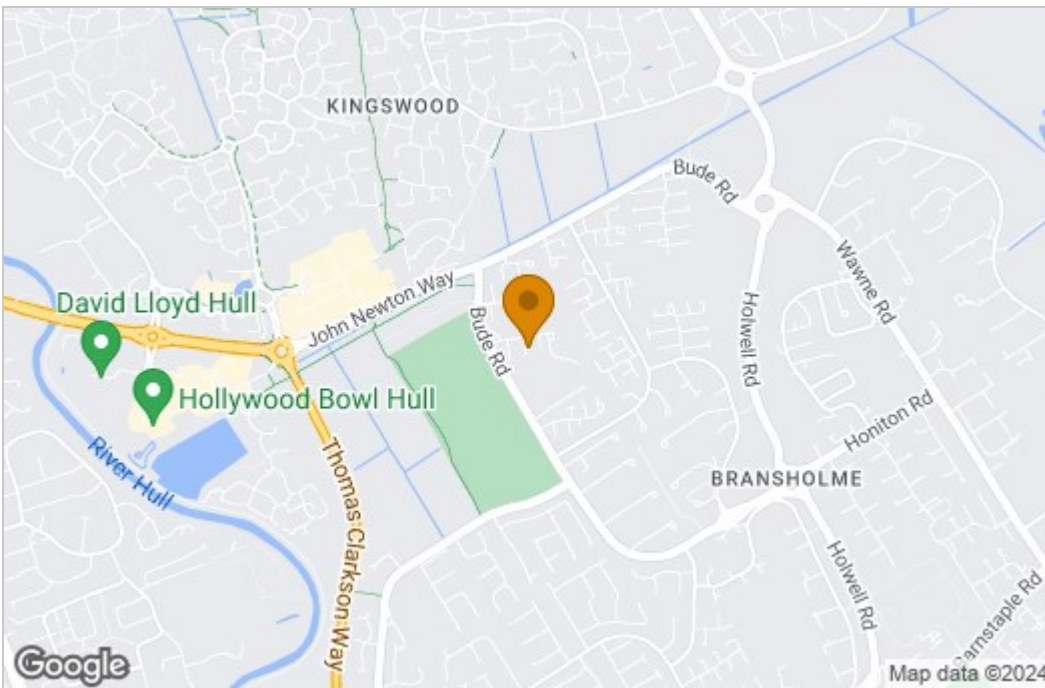 KINGSWOOD
Bude Rd
Wawne Rd
John Newton Way
David Lloyd Hull
Bude Rd
Holwell Rd
Hollywood Bowl Hull
Honiton Rd
River Hull
Thomas Clarkson Way
BRANSHOLME
Holwell Rd
Barnstaple Rd
Google
Map data ©2024